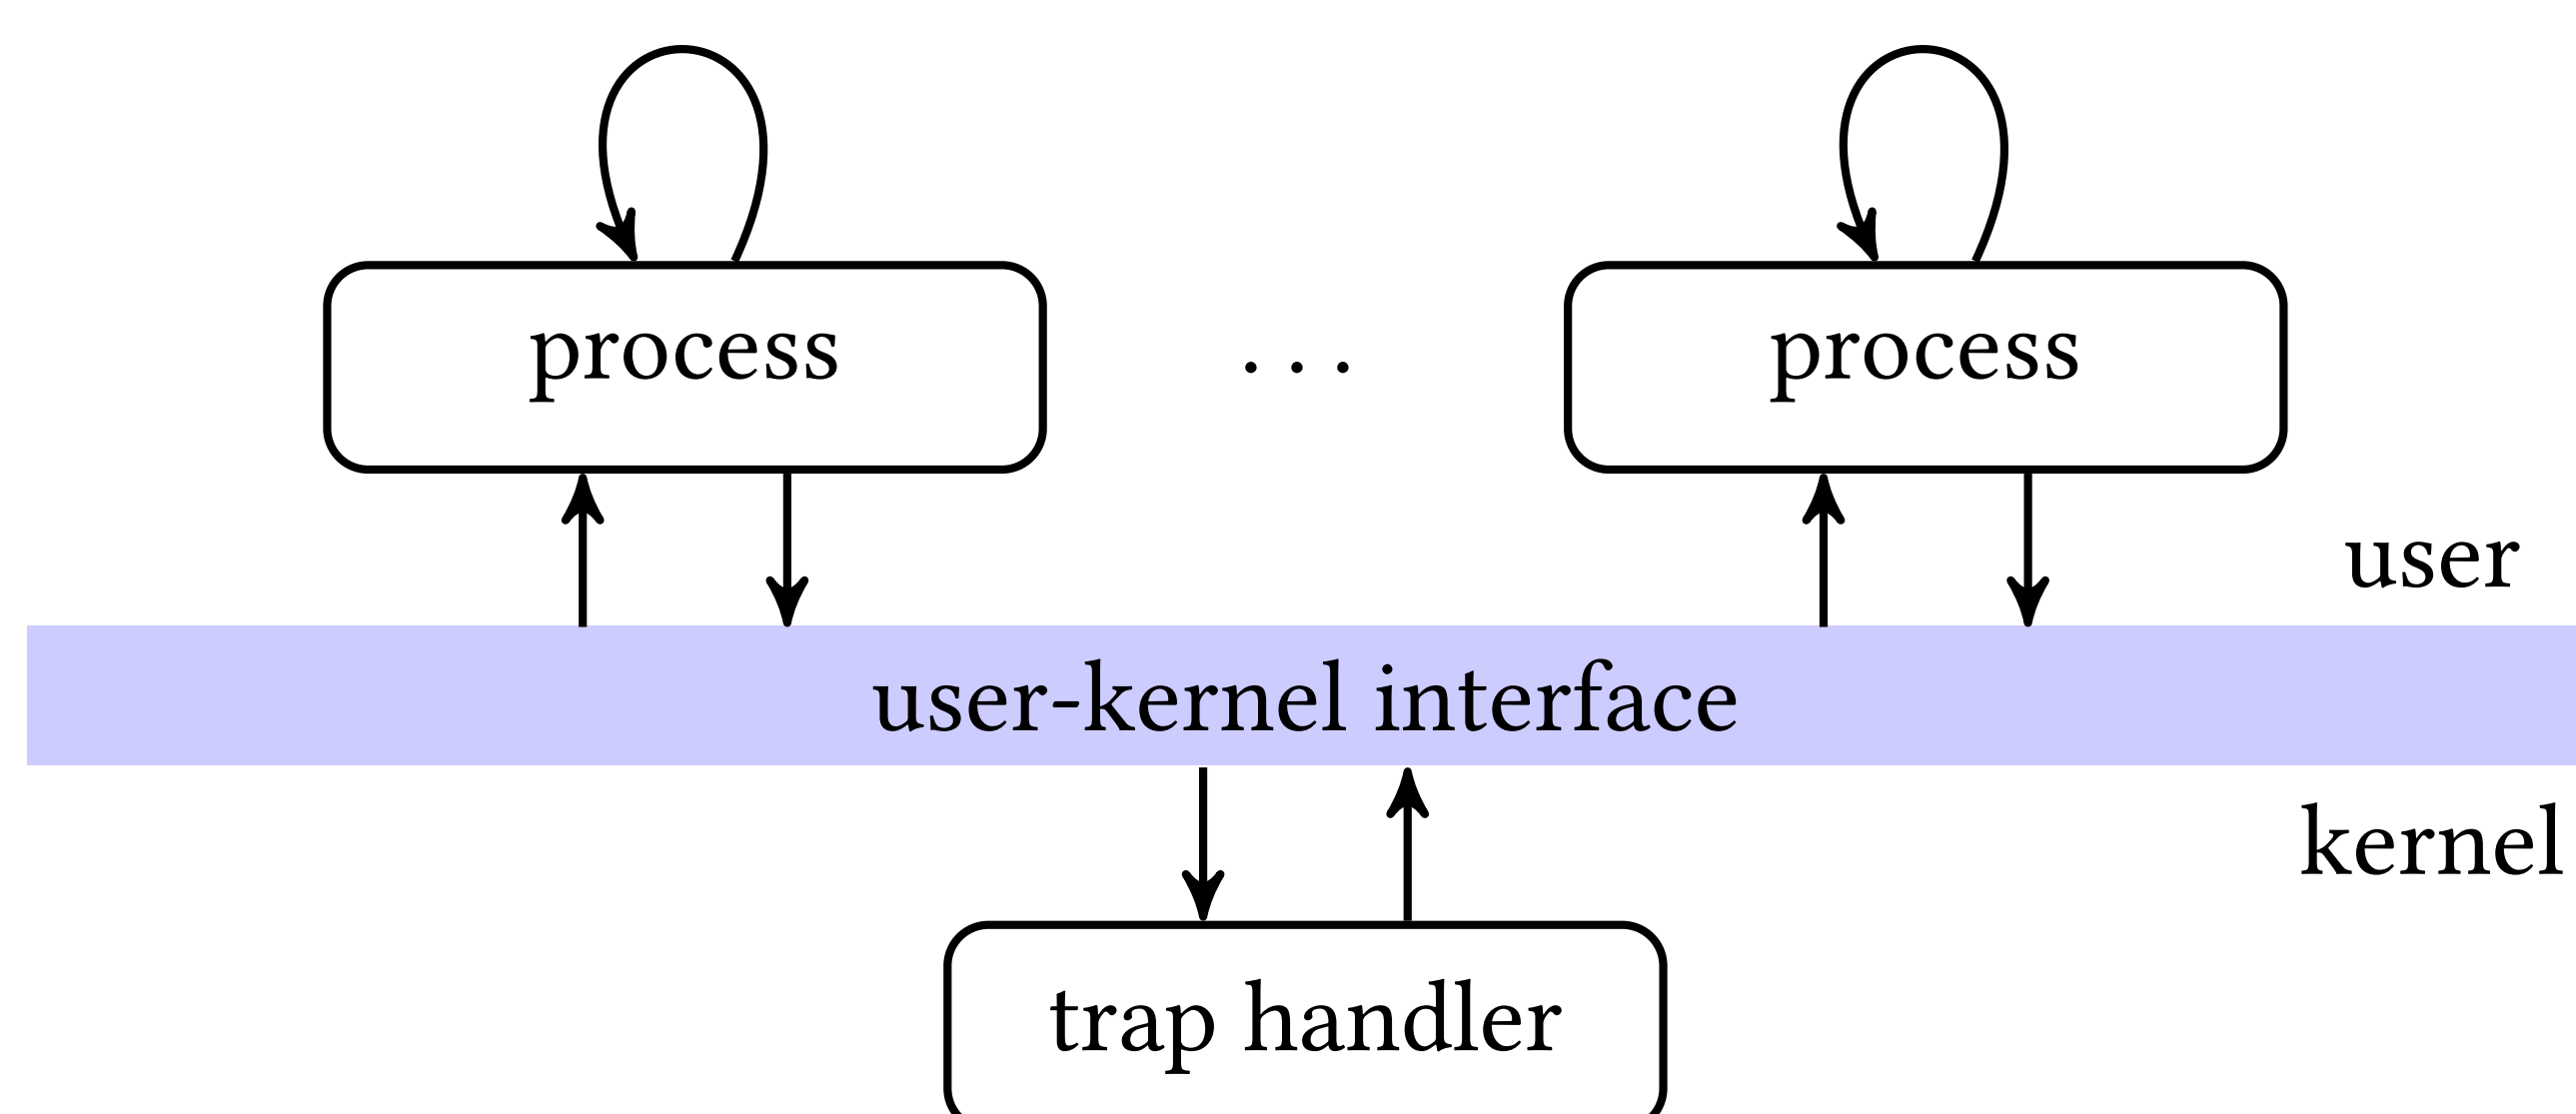 process
. . .
process
user
user-kernel interface
kernel
trap handler